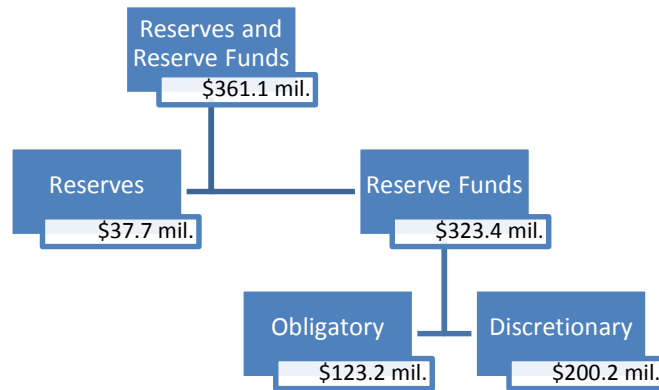 Reserves and
Reserve Funds
$361.1 mil.
Reserves
$37.7 mil.
Reserve Funds
$323.4 mil.
Obligatory
$123.2 mil.
Discretionary
$200.2 mil.